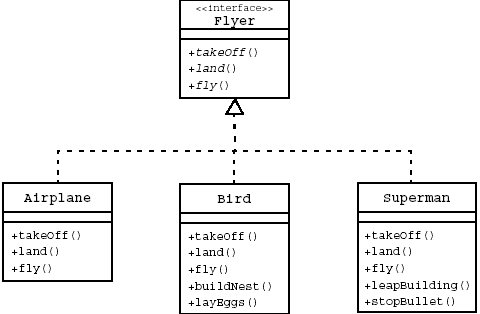 <<interface>>
Flyer
+takeOff()
+land()
+fly()
Airplane
+takeOff()
+land()
+fly()
Bird
+takeOff()
+land()
+fly()
+buildNest()
+layEggs()
Superman
+takeOff()
+land()
+fly()
+leapBuilding()
+stopBullet()